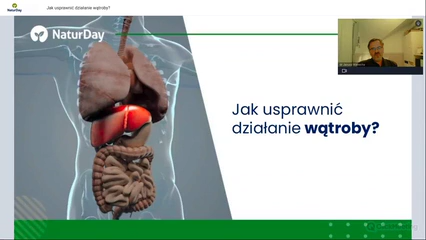 NaturDay
Jak usprawnić działanie wątroby?
NaturDay
Jak usprawnić
działanie wątroby?